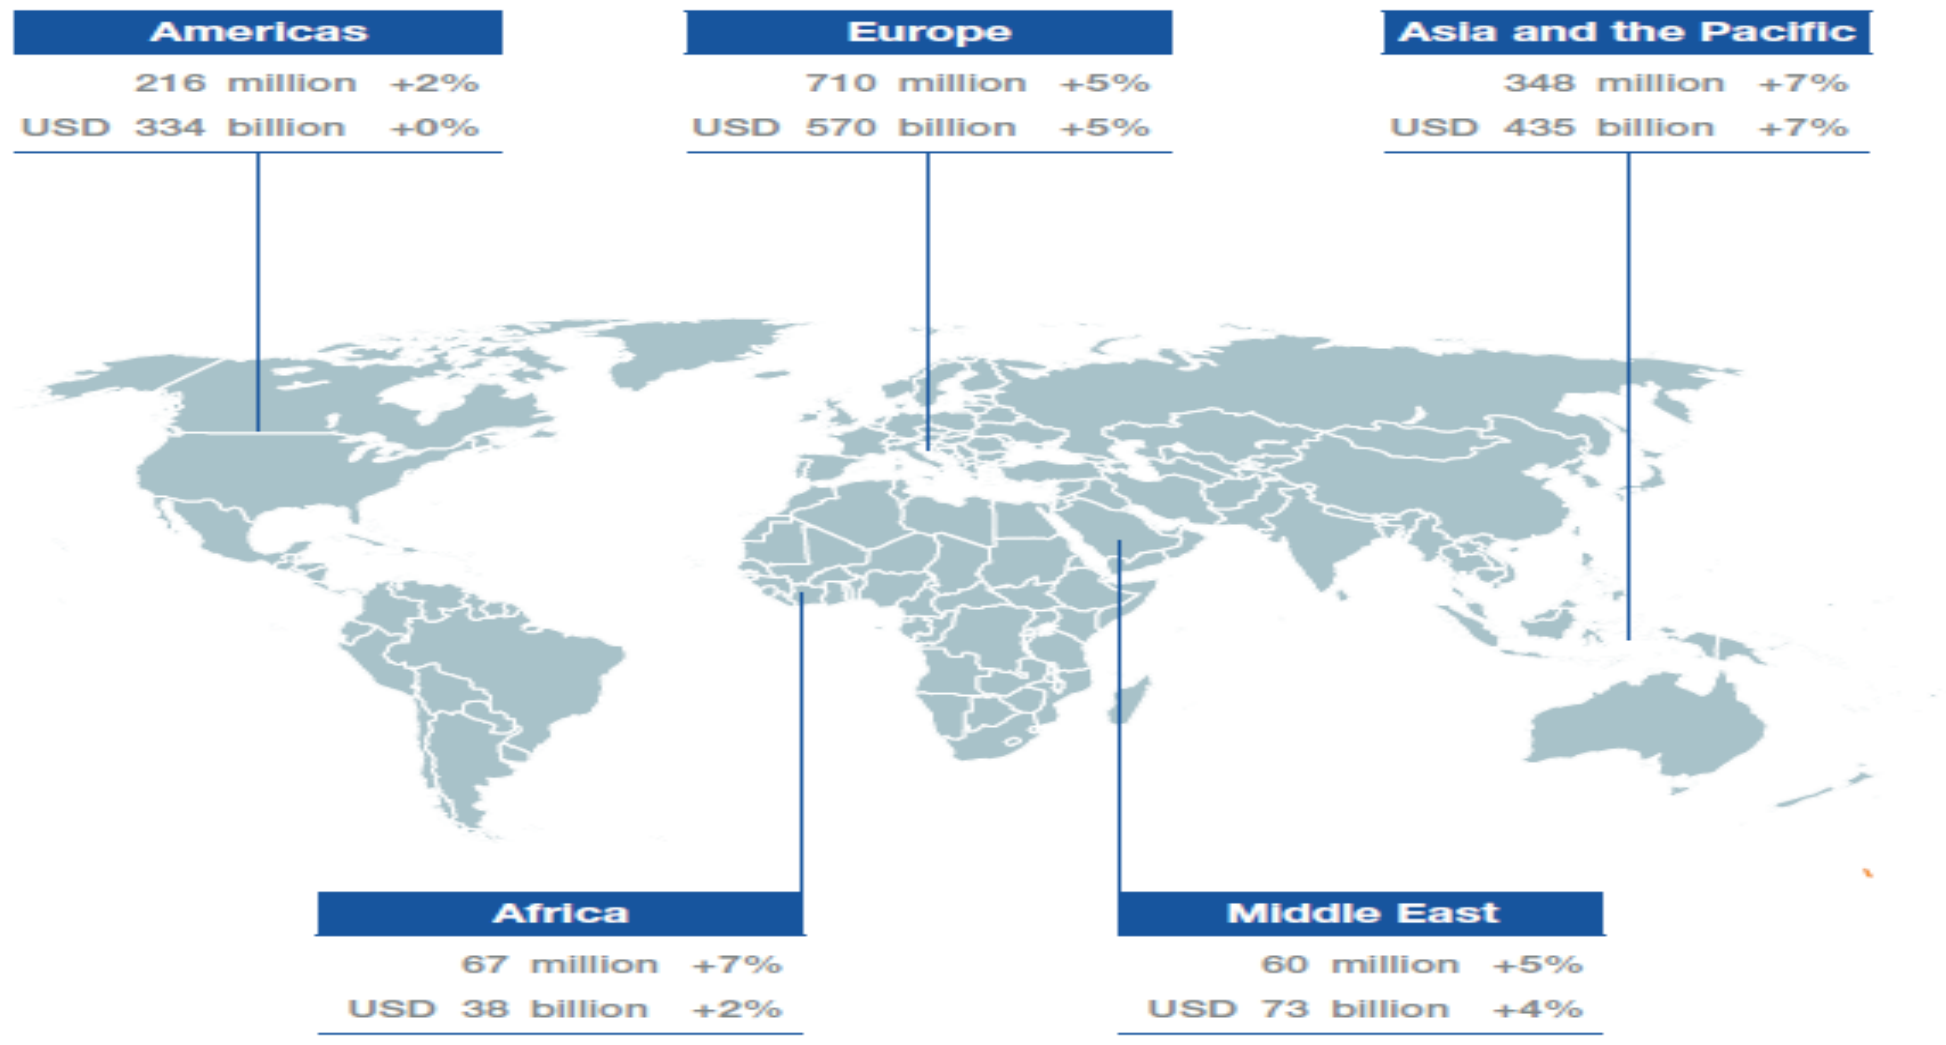 Americas
216 million +2%
USD 334 billion +0%
Europe
710 million +5%
USD 570 billion +5%
Asia and the Pacific
348 million +7%
USD 435 billion +7%
Africa
67 million +7%
USD 38 billion +2%
Middle East
60 million +5%
USD 73 billion +4%